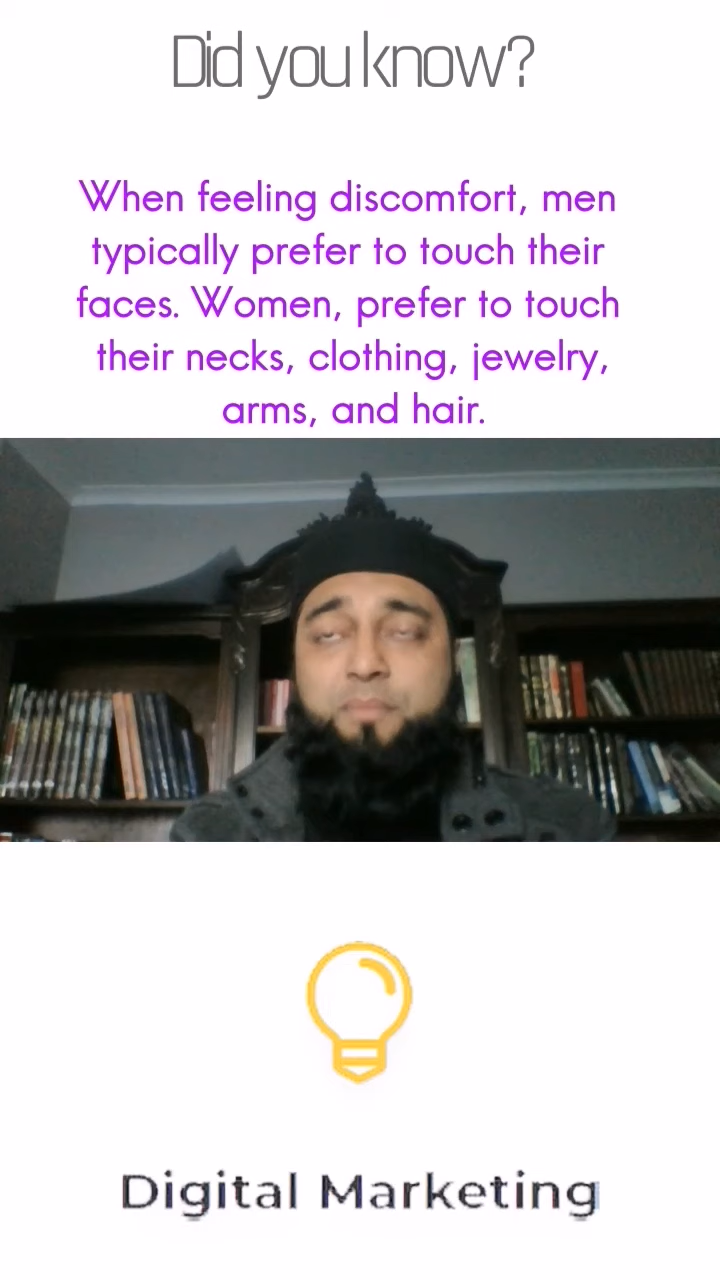 Did you know?
When feeling discomfort, men
typically prefer to touch their
faces. Women, prefer to touch
their necks, clothing, jewelry,
arms, and hair.
Digital Marketing